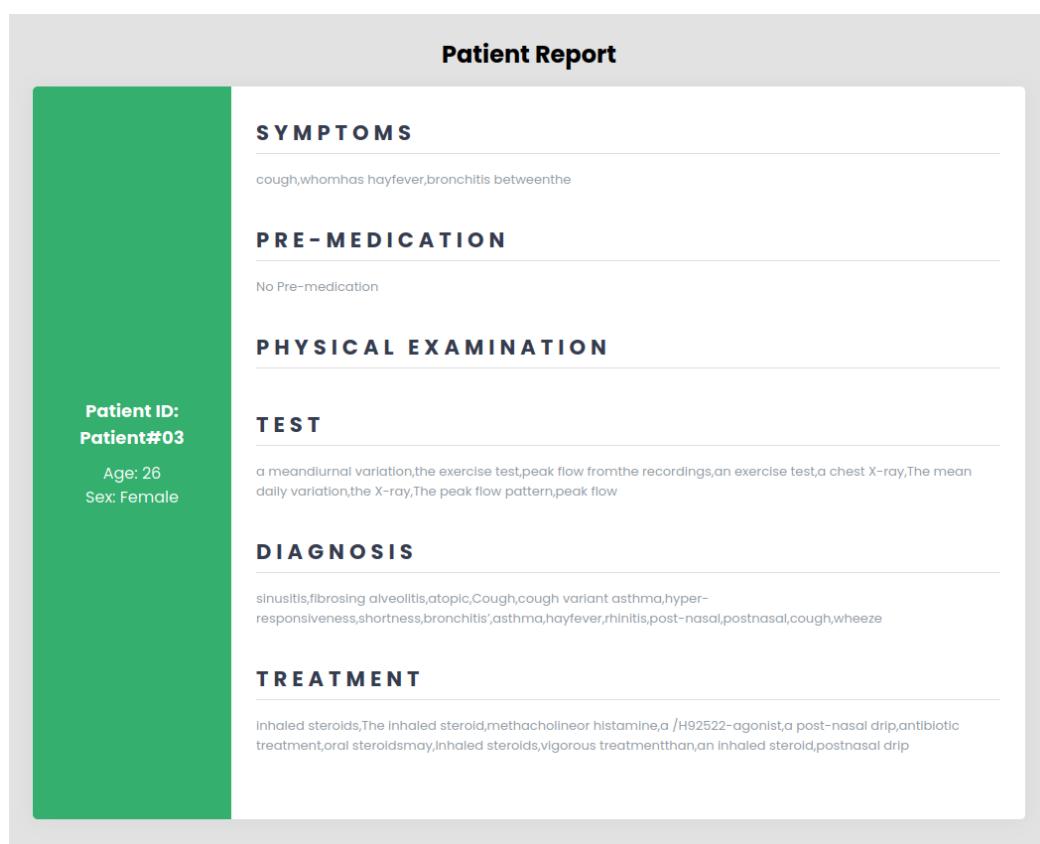 Patient Report
Patient ID:
Patient#03
Age: 26
Sex: Female
SYMPTOMS
cough,whomhas hayfever,bronchitis betweenthe
PRE-MEDICATION
No Pre-medication
PHYSICAL EXAMINATION
TEST
a meandiurnal variation,the exercise test,peak flow fromthe recordings,an exercise test,a chest X-ray,The mean
daily variation,the X-ray,The peak flow pattern,peak flow
DIAGNOSIS
sinusitis,fibrosing alveolitis,atopic,Cough,cough variant asthma,hyper-
responsiveness,shortness,bronchitis’,asthma,hayfever,rhinitis,post-nasal,postnasal,cough,wheeze
TREATMENT
inhaled steroids,The inhaled steroid,methacholineor histamine,a /H92522-agonist,a post-nasal drip,antibiotic
treatment,oral steroidsmay,Inhaled steroids,vigorous treatmentthan,an inhaled steroid,postnasal drip